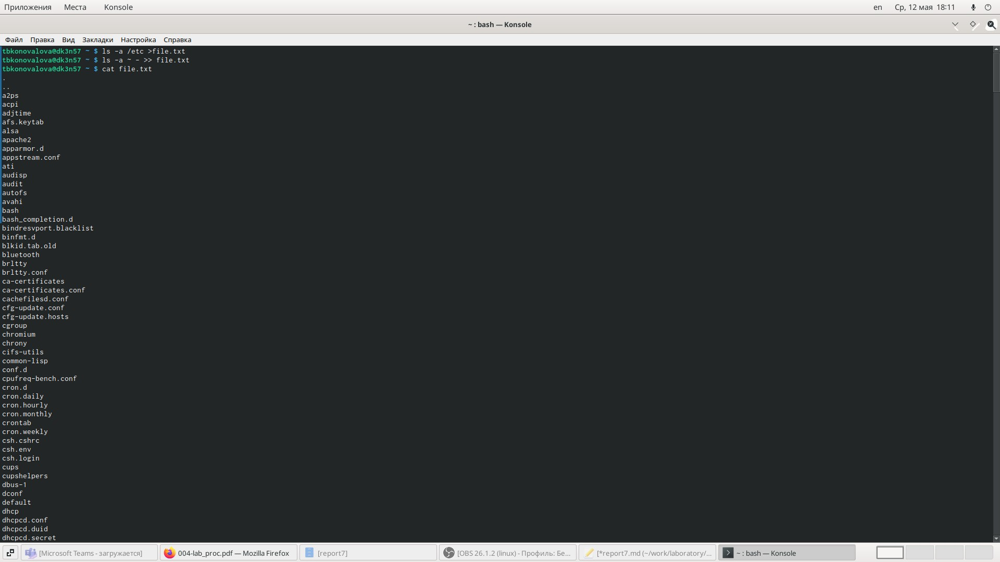 Приложения Места Konsole en Ср, 12 мая 18:11
~ : bash — Konsole
Файл Правка Вид Закладки Настройка Справка
tbkonovalova@dk3n57 ~ $ ls -a /etc >file.txt
tbkonovalova@dk3n57 ~ $ ls -a ~ - >> file.txt
tbkonovalova@dk3n57 ~ $ cat file.txt
.
..
a2ps
acpi
adjtime
afs.keytab
alsa
apache2
apparmor.d
appstream.conf
ati
audisp
audit
autofs
avahi
bash
bash_completion.d
bindresvport.blacklist
binfmt.d
blkid.tab.old
bluetooth
brltty
brltty.conf
ca-certificates
ca-certificates.conf
cachefilesd.conf
cfg-update.conf
cfg-update.hosts
cgroup
chromium
chrony
cifs-utils
common-lisp
conf.d
cpufreq-bench.conf
cron.d
cron.daily
cron.hourly
cron.monthly
crontab
cron.weekly
csh.cshrc
csh.env
csh.login
cups
cupshelpers
dbus-1
dconf
default
dhcp
dhcpcd.conf
dhcpcd.duid
dhcpcd.secret
[Microsoft Teams - загружается] 004-lab_proc.pdf — Mozilla Firefox [report7] [OBS 26.1.2 (linux) - Профиль: Бе... [*report7.md (~/work/laboratory/... ~ : bash — Konsole